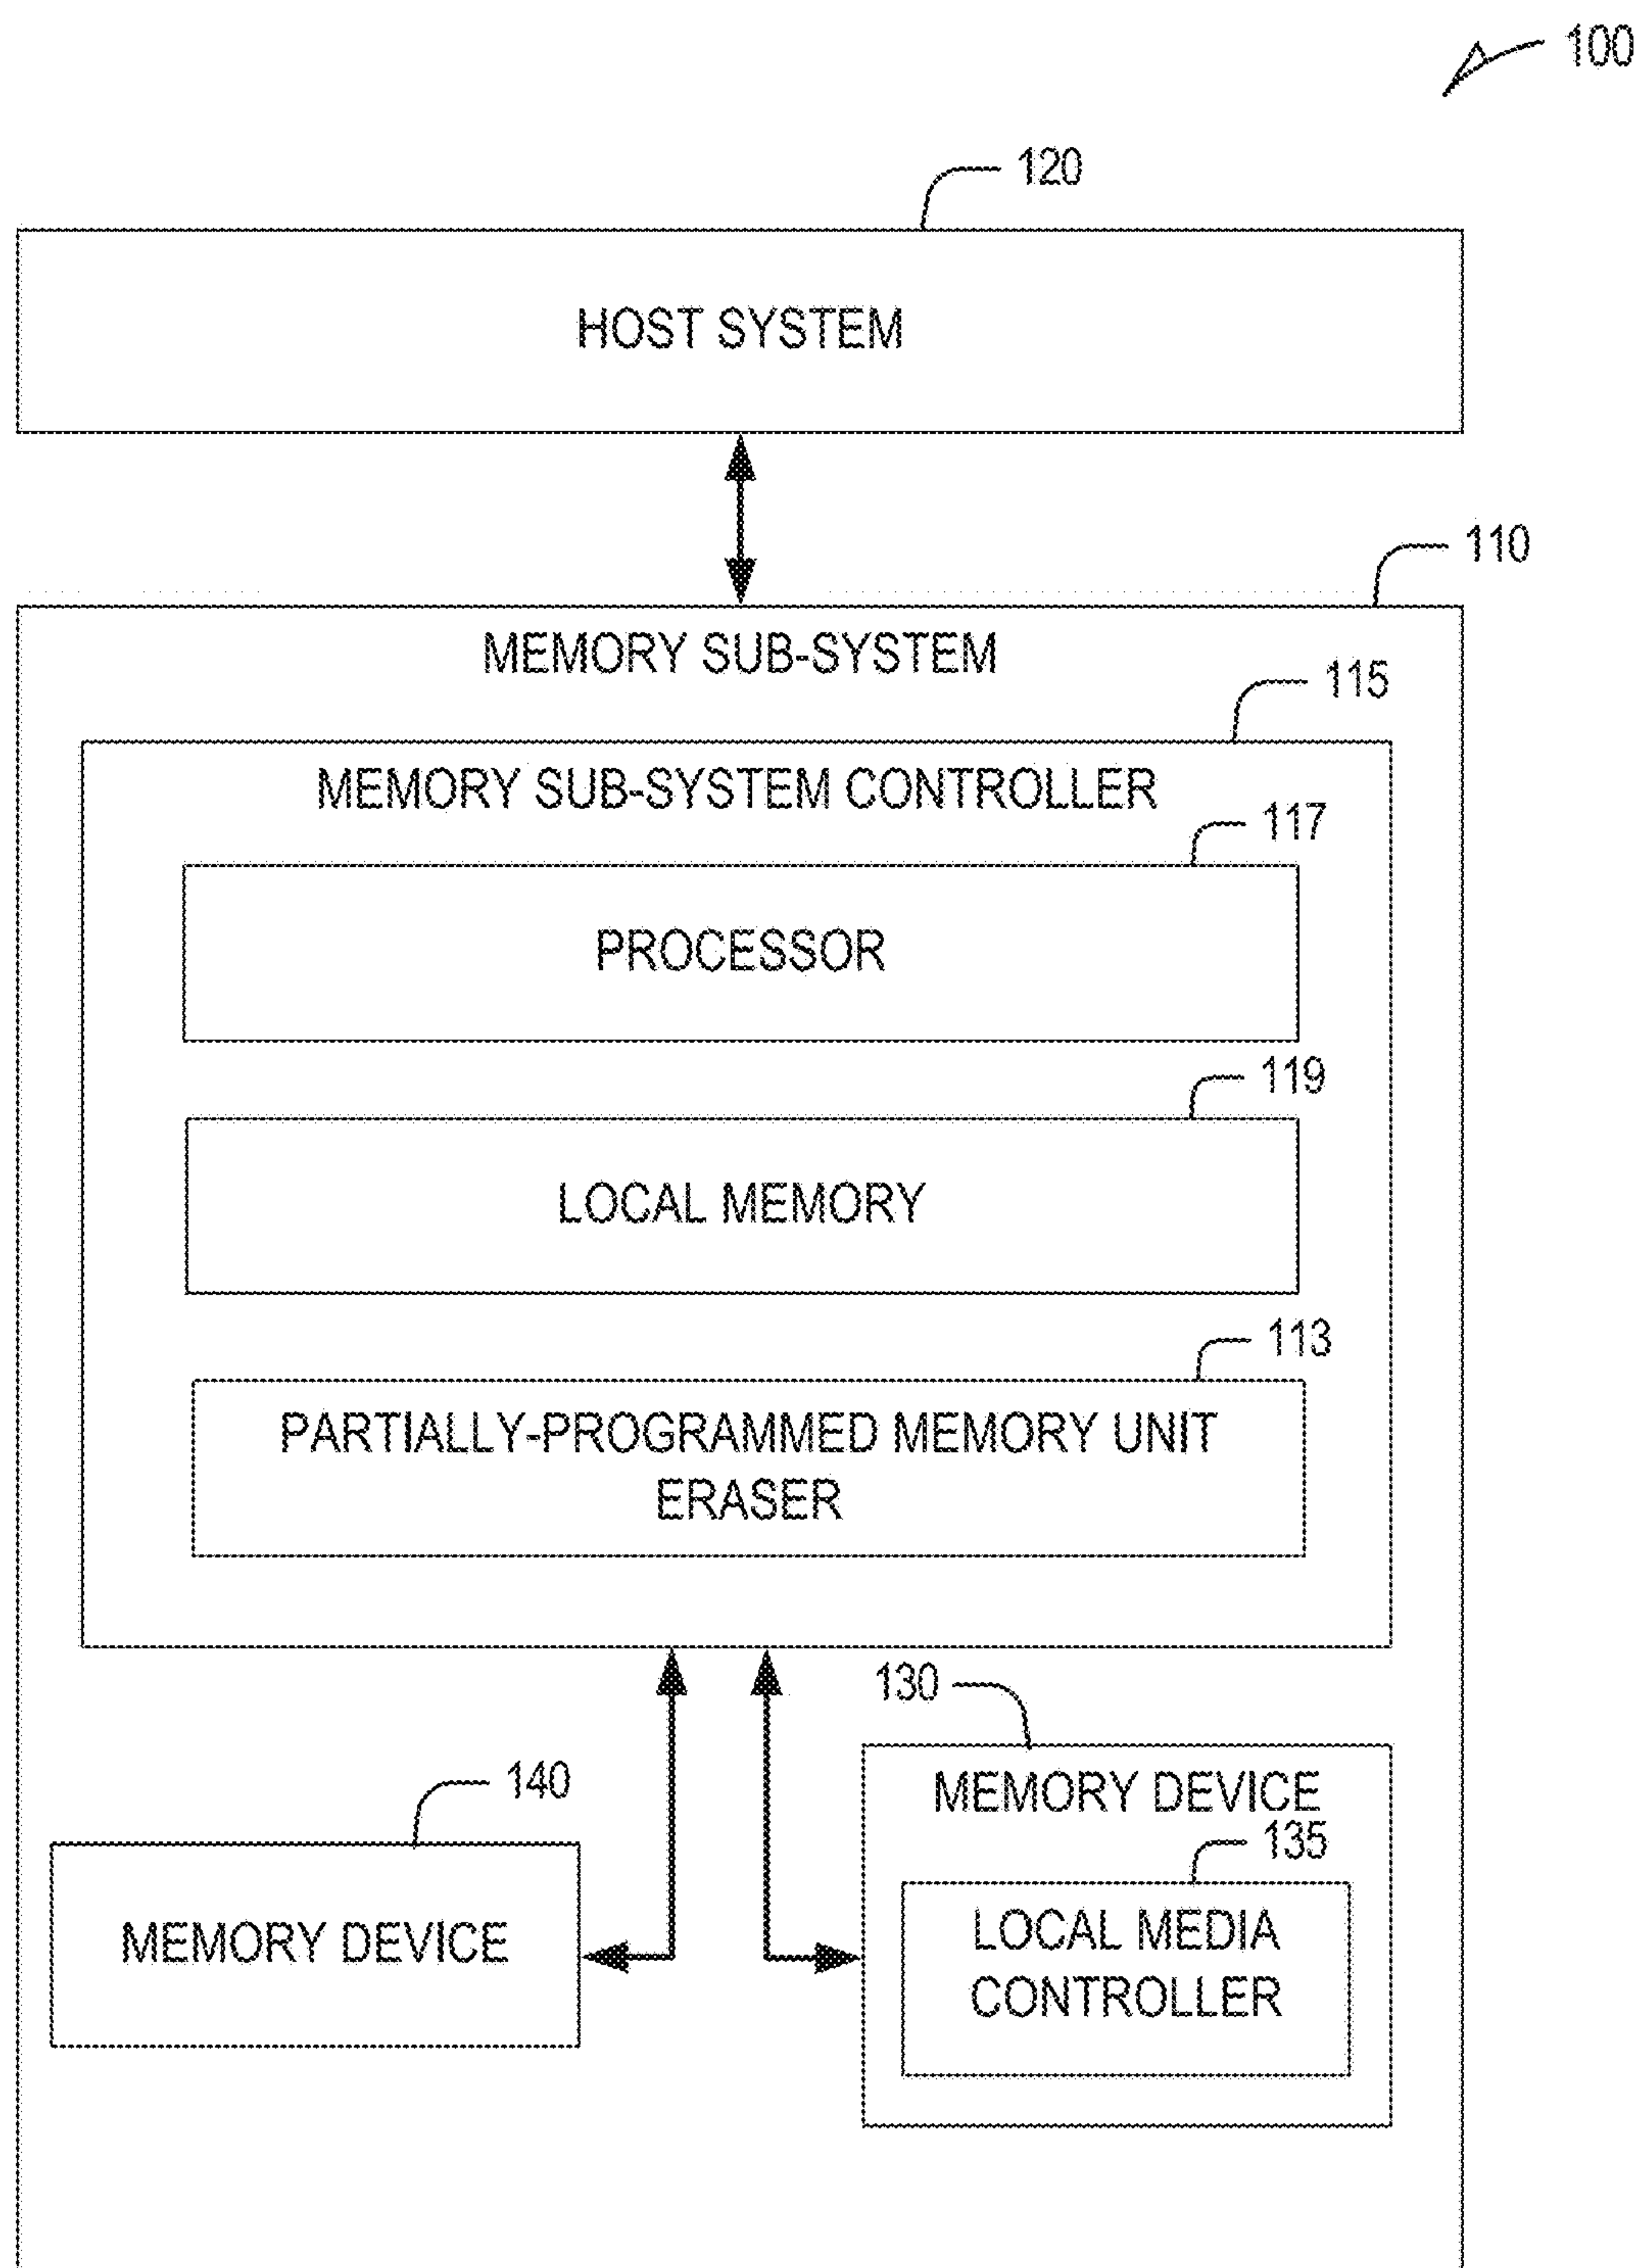 100
120
HOST SYSTEM
110
MEMORY SUB-SYSTEM
115
MEMORY SUB-SYSTEM CONTROLLER
117
PROCESSOR
119
LOCAL MEMORY
113
PARTIALLY-PROGRAMMED MEMORY UNIT
ERASER
130
MEMORY DEVICE
140
135
MEMORY DEVICE
LOCAL MEDIA
CONTROLLER